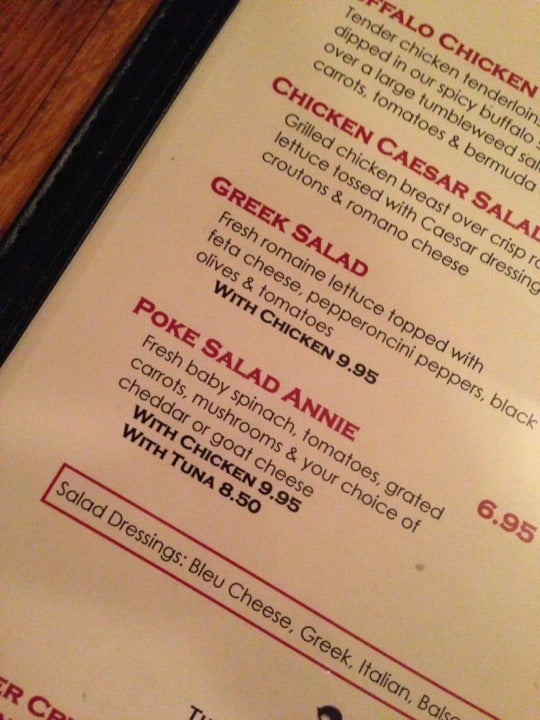 CHICKEN
Tender chicken tenderloins
dipped in our spicy buffalo
over a large tumbleweed
carrots, tomatoes & bermuda
CHICKEN CAESAR SALAD
Grilled chicken breast over crisp
lettuce tossed with Caesar dressing
croutons & romano cheese
GREEK SALAD
Fresh romaine lettuce topped with
feta cheese, pepperoncini peppers, black
olives & tomatoes
WITH CHICKEN 9.95
POKE SALAD ANNIE
Fresh baby spinach, tomatoes, grated
carrots, mushrooms & your choice of
cheddar or goat cheese 6.95
WITH CHICKEN 9.95
WITH TUNA 8.50
Salad Dressings: Bleu Cheese, Greek, Italian,